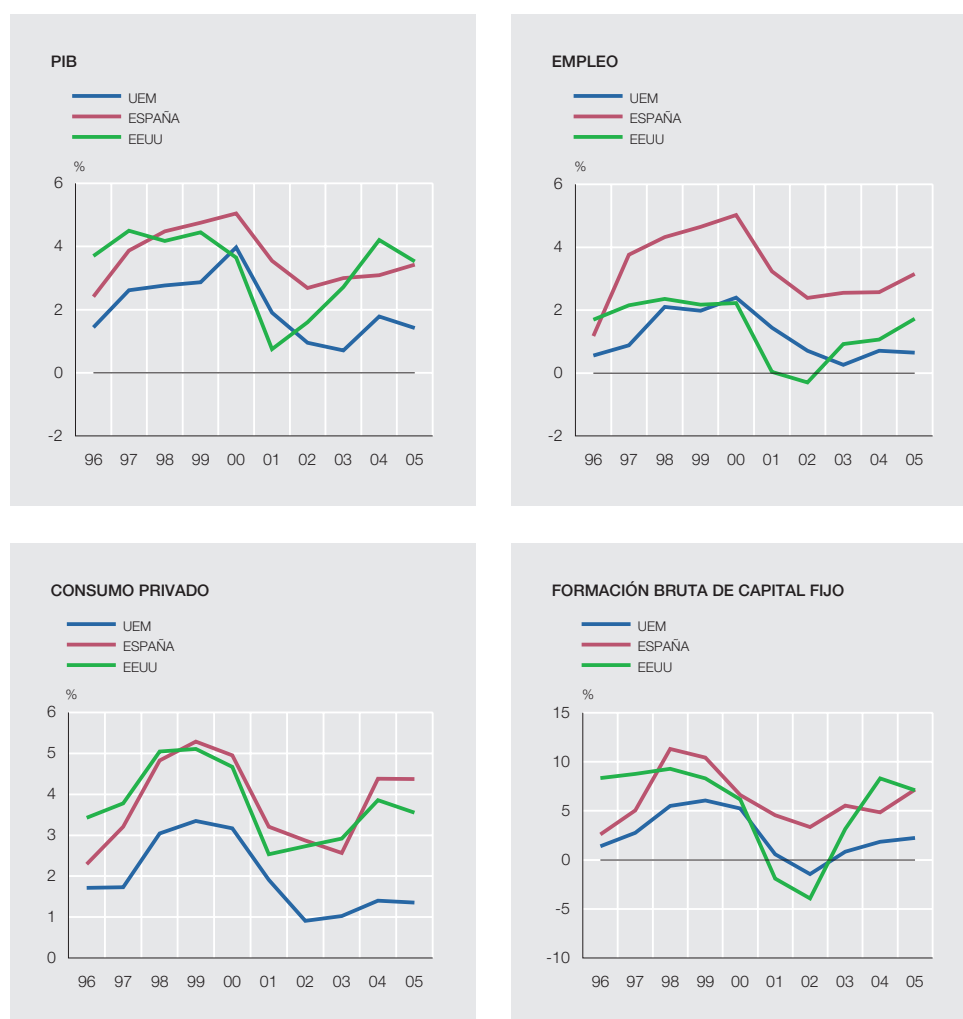 PIB
UEM
ESPAÑA
EEUU
%
6
4
2
0
-2
96 97 98 99 00 01 02 03 04 05
EMPLEO
UEM
ESPAÑA
EEUU
%
6
4
2
0
-2
96 97 98 99 00 01 02 03 04 05
CONSUMO PRIVADO
UEM
ESPAÑA
EEUU
%
6
5
4
3
2
1
0
96 97 98 99 00 01 02 03 04 05
FORMACIÓN BRUTA DE CAPITAL FIJO
UEM
ESPAÑA
EEUU
%
15
10
5
0
-5
-10
96 97 98 99 00 01 02 03 04 05